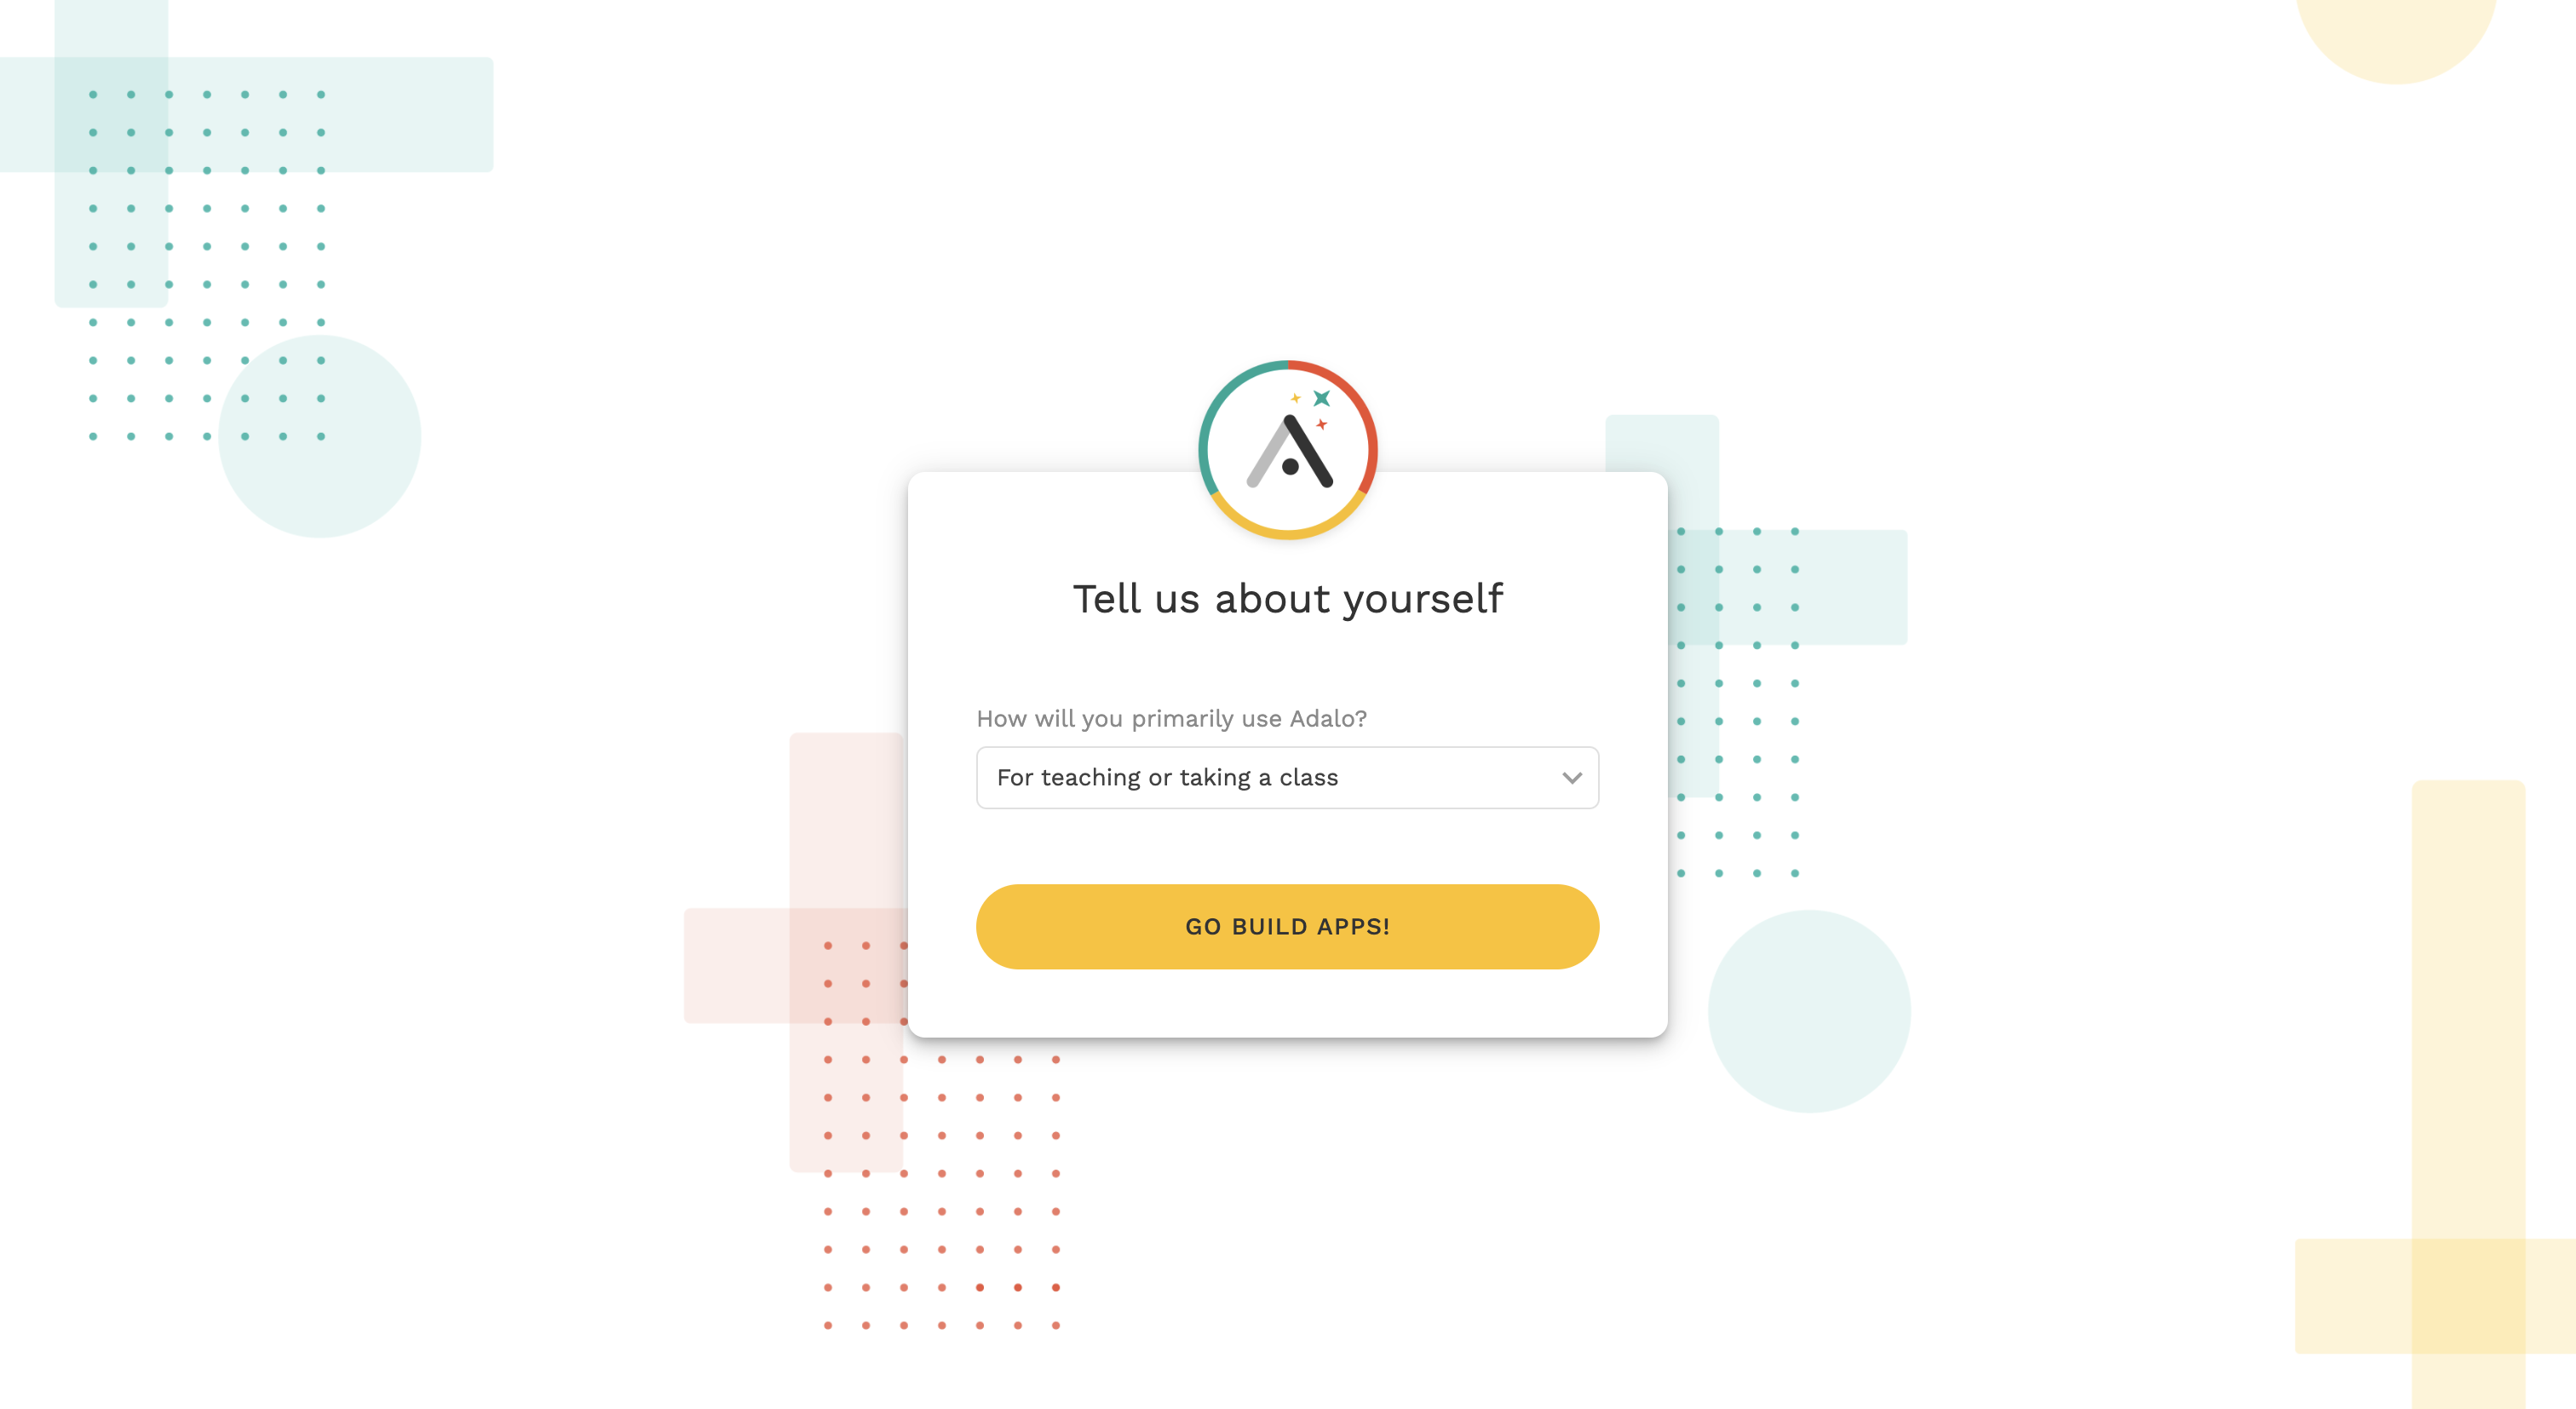 Tell us about yourself
How will you primarily use Adalo?
For teaching or taking a class
GO BUILD APPS!